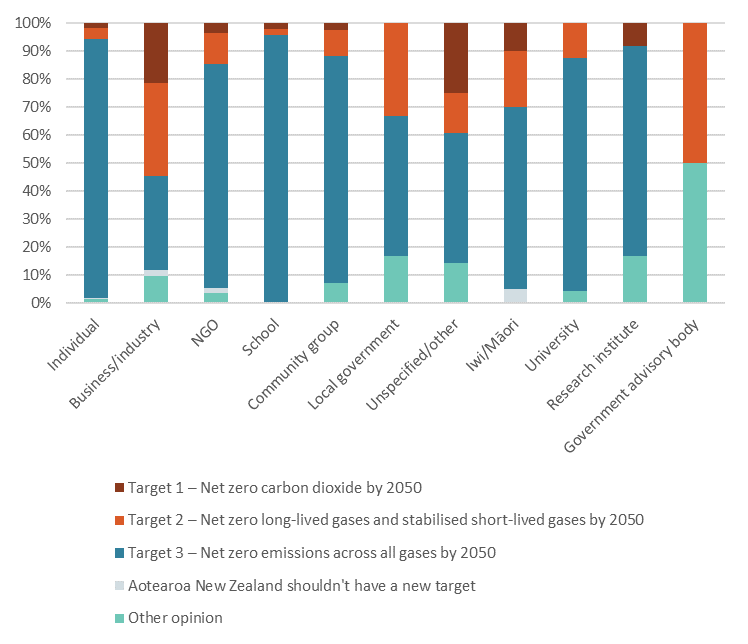 100%
90%
80%
70%
60%
50%
40%
30%
20%
10%
0%
Individual
Business/industry
NGO
School
Community group
Local government
Unspecified/other
Iwi/Māori
University
Research institute
Government advisory body
Target 1 – Net zero carbon dioxide by 2050
Target 2 – Net zero long-lived gases and stabilised short-lived gases by 2050
Target 3 – Net zero emissions across all gases by 2050
Aotearoa New Zealand shouldn't have a new target
Other opinion